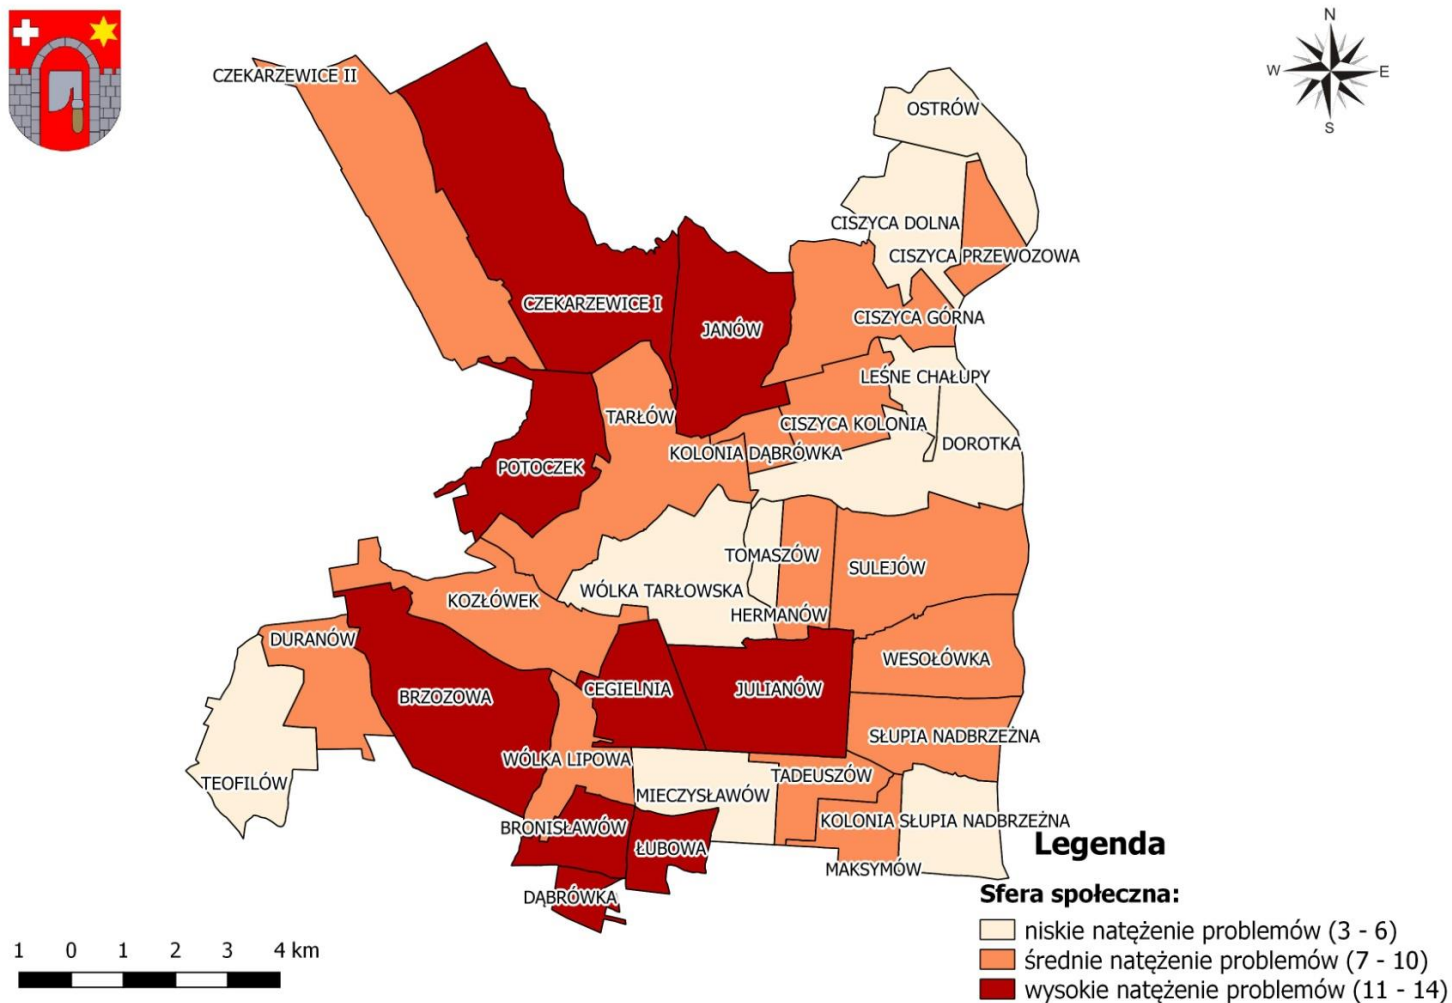 N
W
E
S
CZEKARZEWICE II
OSTRÓW
CISZYCA DOLNA
CISZYCA PRZEWOZOWA
CZEKARZEWICE I
JANÓW
CISZYCA GÓRNA
LEŚNE CHAŁUPY
TARŁÓW
CISZYCA KOLONIA
DOROTKA
KOLONIA DĄBRÓWKA
POTOCZEK
TOMASZÓW
SULEJÓW
WÓLKA TARŁOWSKA
KOZŁÓWEK
HERMANÓW
DURANÓW
WESOŁÓWKA
BRZOZOWA
CEGIELNIA
JULIANÓW
SŁUPIA NADBRZEŻNA
WÓLKA LIPOWA
TEOFILÓW
TADEUSZÓW
MIECZYSŁAWÓW
BRONISŁAWÓW
KOLONIA SŁUPIA NADBRZEŻNA
ŁUBOWA
MAKSYMÓW
DĄBRÓWKA
Legenda
Sfera społeczna:
niskie natężenie problemów (3 - 6)
średnie natężenie problemów (7 - 10)
wysokie natężenie problemów (11 - 14)
1 0 1 2 3 4 km